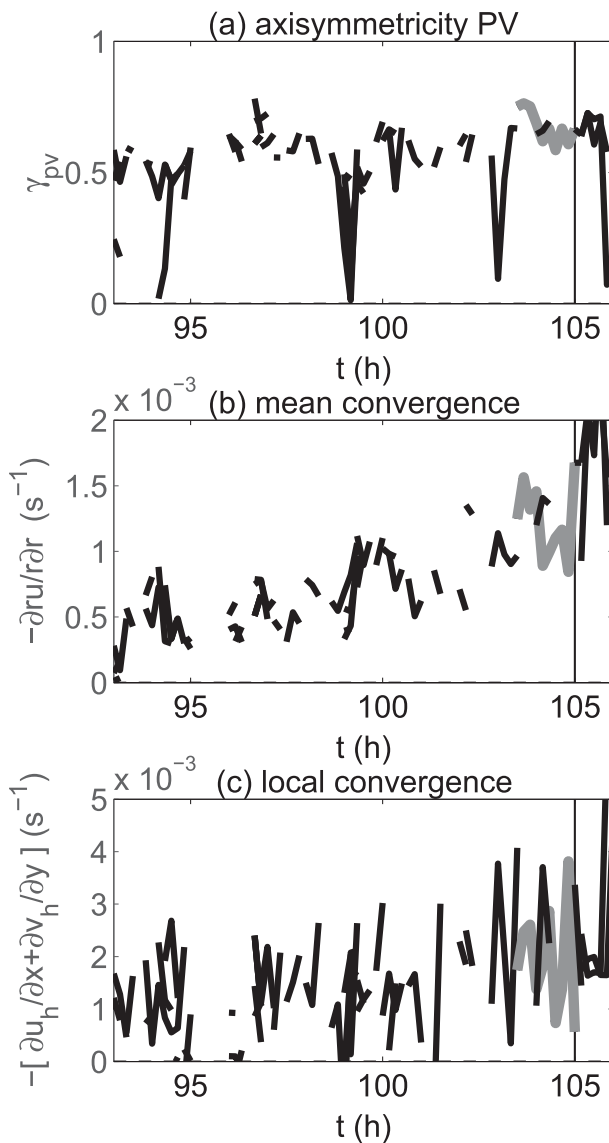 (a) axisymmetricity PV
1
0.5
0
γpv
95 100 105
t (h)
x 10−3
(b) mean convergence
2
1.5
1
0.5
0
−∂ru/r∂r (s−1)
95 100 105
t (h)
x 10−3
(c) local convergence
5
4
3
2
1
0
−[ ∂uh/∂x+∂vh/∂y ] (s−1)
95 100 105
t (h)